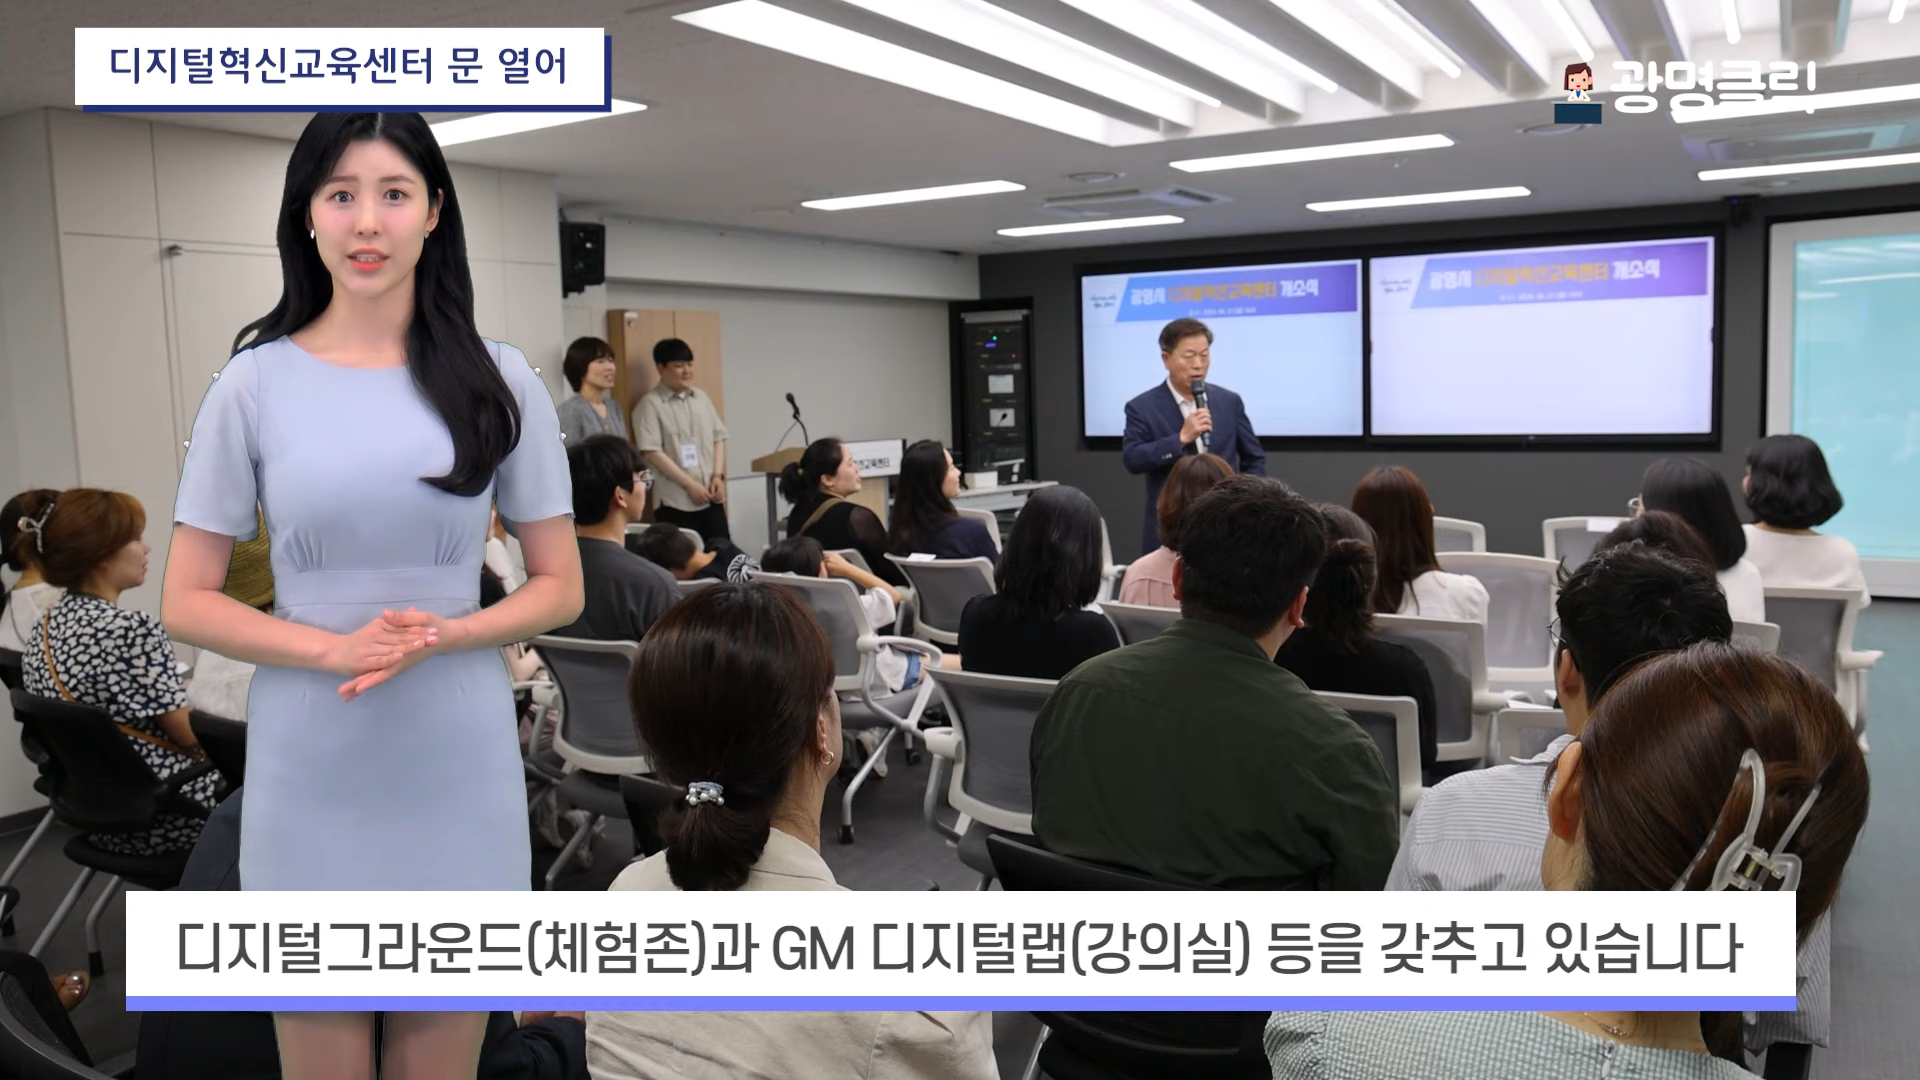 디지털혁신교육센터 문 열어
광명클릭
광명시 디지털혁신교육센터 개소식
광명시 디지털혁신교육센터 개소식
디지털그라운드(체험존)과 GM 디지털랩(강의실) 등을 갖추고 있습니다